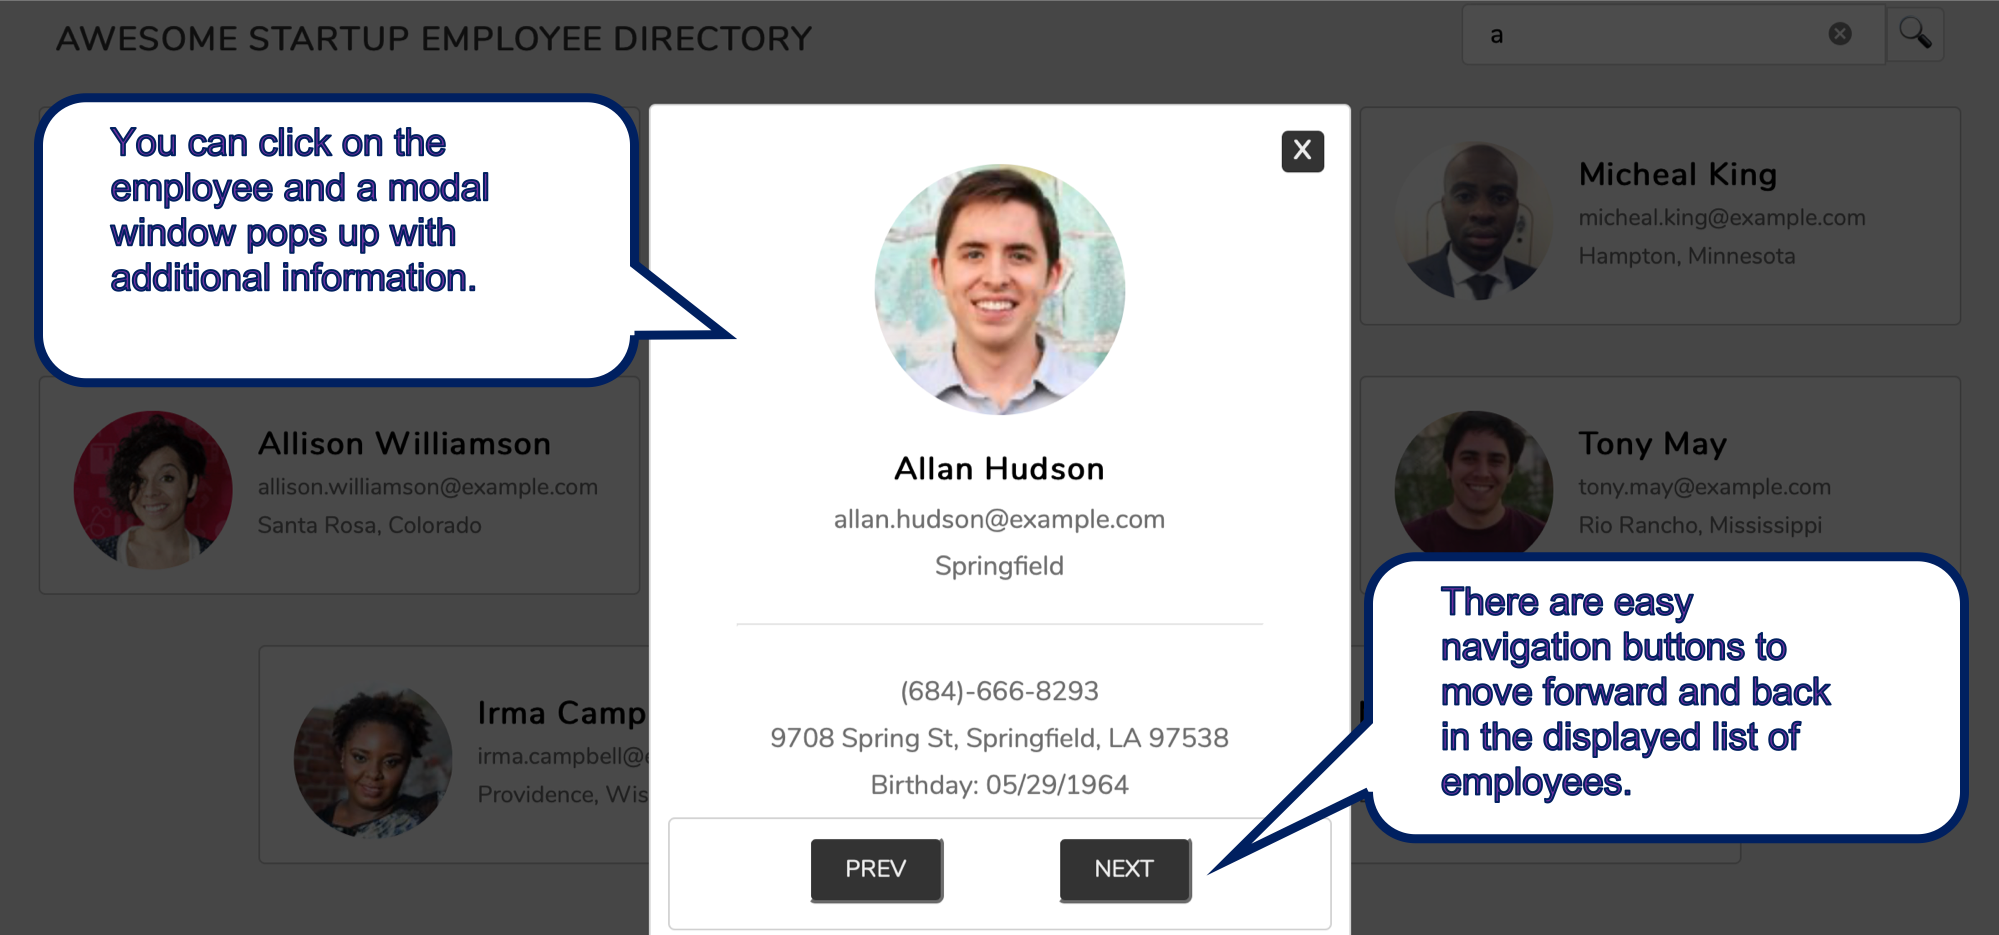 AWESOME STARTUP EMPLOYEE DIRECTORY
a
You can click on the
employee and a modal
window pops up with
additional information.
X
Micheal King
micheal.king@example.com
Hampton, Minnesota
Allison Williamson
allison.williamson@example.com
Santa Rosa, Colorado
Allan Hudson
allan.hudson@example.com
Springfield
Tony May
tony.may@example.com
Rio Rancho, Mississippi
There are easy
navigation buttons to
move forward and back
in the displayed list of
employees.
Irma Camp
irma.campbell@
Providence, Wis
(684)-666-8293
9708 Spring St, Springfield, LA 97538
Birthday: 05/29/1964
PREV
NEXT